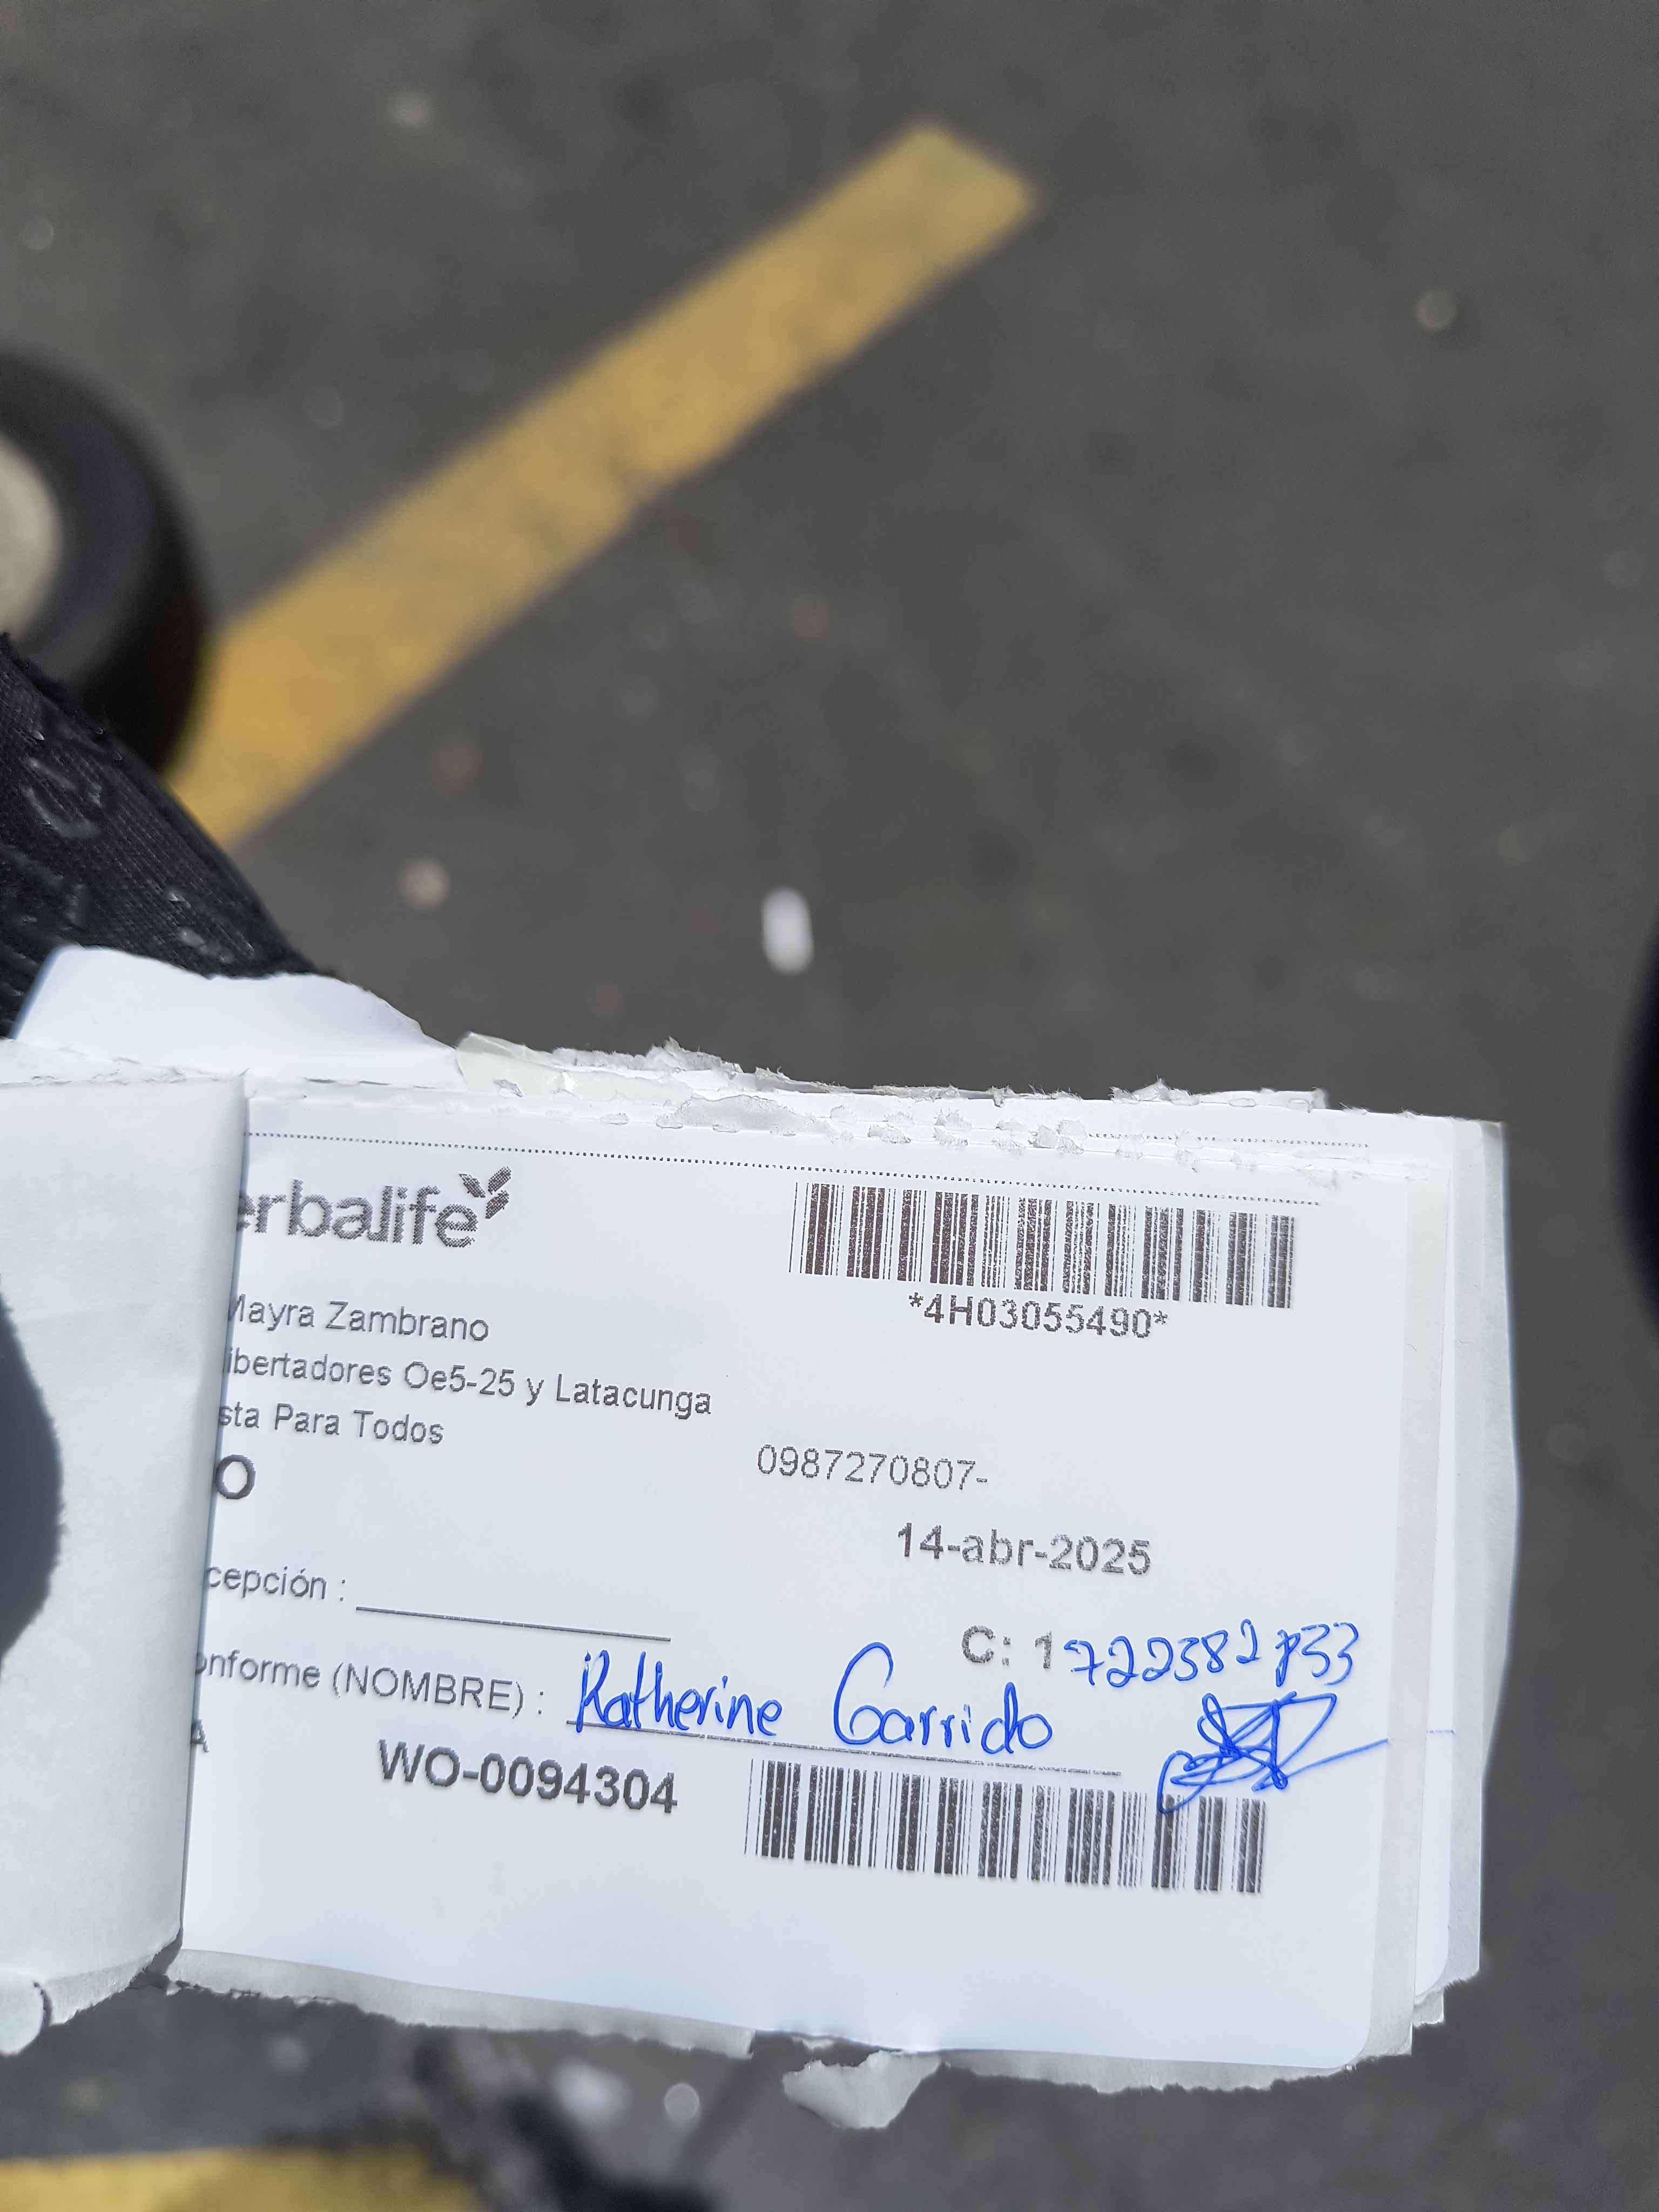 erbalife
*4H03055490*
Mayra Zambrano
ibertadores Oe5-25 y Latacunga
sta Para Todos
O
0987270807-
14-abr-2025
cepción :
C: 1
onforme (NOMBRE) : Katherine Garrido
A
WO-0094304